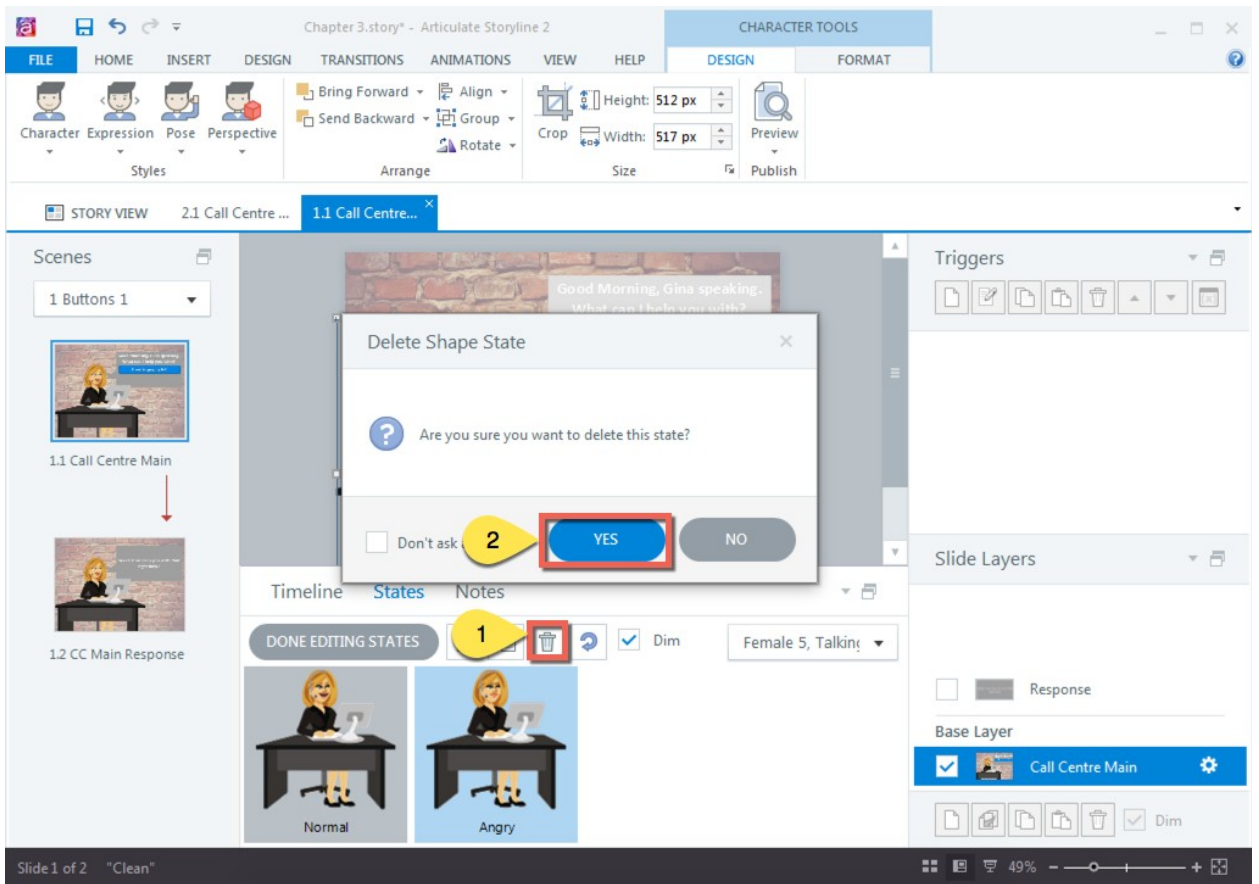 Chapter 3.story* - Articulate Storyline 2
CHARACTER TOOLS
FILE HOME INSERT DESIGN TRANSITIONS ANIMATIONS VIEW HELP DESIGN FORMAT
Bring Forward Align
Send Backward Group
Rotate
Character Expression Pose Perspective
Crop
Height: 512 px
Width: 517 px
Preview
Styles Arrange Size Publish
STORY VIEW 2.1 Call Centre ... 1.1 Call Centre...
Scenes
1 Buttons 1
1.1 Call Centre Main
1.2 CC Main Response
Good Morning, Gina speaking.
What can I help you with?
Delete Shape State
Are you sure you want to delete this state?
Don't ask
2
YES
NO
Timeline States Notes
DONE EDITING STATES
1
Dim
Female 5, Talking
Normal
Angry
Triggers
Slide Layers
Response
Base Layer
Call Centre Main
Dim
Slide 1 of 2 "Clean"
49%